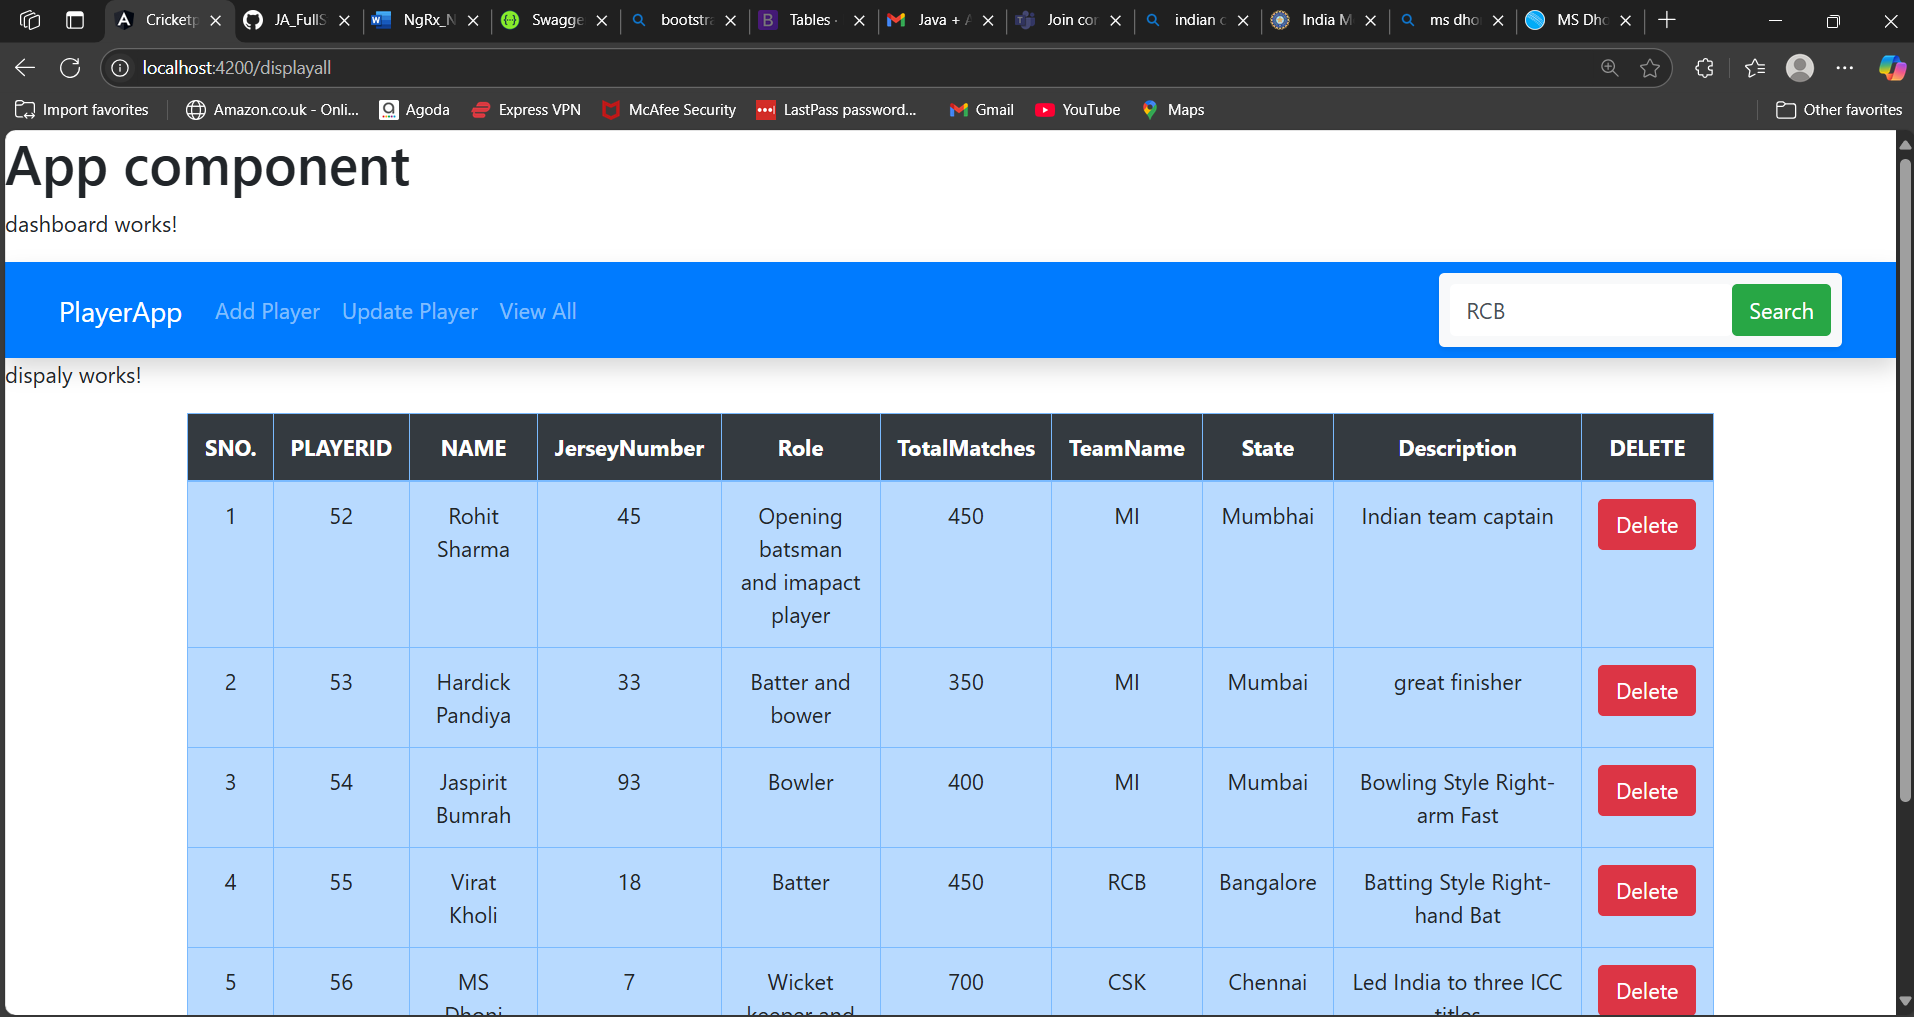 Cricketp
JA_FullS
NgRx_N
Swagge
bootstra
Tables ·
Java + A
Join cor
indian c
India M
ms dho
MS Dho
localhost:4200/displayall
Import favorites
Amazon.co.uk - Onli...
Agoda
Express VPN
McAfee Security
LastPass password...
Gmail
YouTube
Maps
Other favorites
App component
dashboard works!
PlayerApp Add Player Update Player View All RCB Search
dispaly works!
SNO. PLAYERID NAME JerseyNumber Role TotalMatches TeamName State Description DELETE
1 52 Rohit 45 Opening 450 MI Mumbhai Indian team captain Delete
Sharma batsman
and imapact
player
2 53 Hardick 33 Batter and 350 MI Mumbai great finisher Delete
Pandiya bower
3 54 Jaspirit 93 Bowler 400 MI Mumbai Bowling Style Right- Delete
Bumrah arm Fast
4 55 Virat 18 Batter 450 RCB Bangalore Batting Style Right- Delete
Kholi hand Bat
5 56 MS 7 Wicket 700 CSK Chennai Led India to three ICC Delete
Dhoni keeper and titles